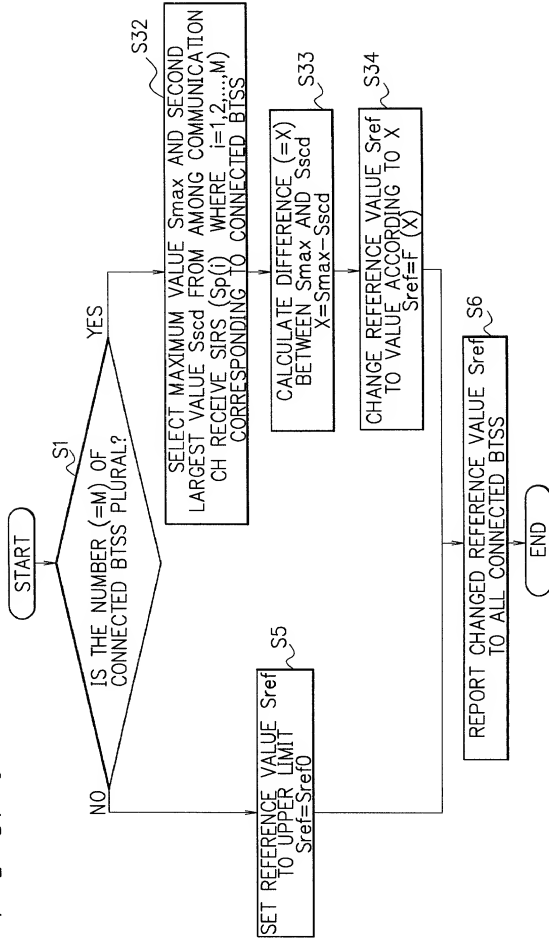 START
S1
IS THE NUMBER (=M) OF
CONNECTED BTSS PLURAL?
YES
NO
S32
SELECT MAXIMUM VALUE Smax AND SECOND
LARGEST VALUE Sscd FROM AMONG COMMUNICATION
CH RECEIVE SIRS (Sp(i) WHERE i=1,2,...,M)
CORRESPONDING TO CONNECTED BTSS
S33
CALCULATE DIFFERENCE (=X)
BETWEEN Smax AND Sscd
X=Smax-Sscd
S34
CHANGE REFERENCE VALUE Sref
TO VALUE ACCORDING TO X
Sref=F (X)
S5
SET REFERENCE VALUE Sref
TO UPPER LIMIT
Sref=Sref0
S6
REPORT CHANGED REFERENCE VALUE Sref
TO ALL CONNECTED BTSS
END